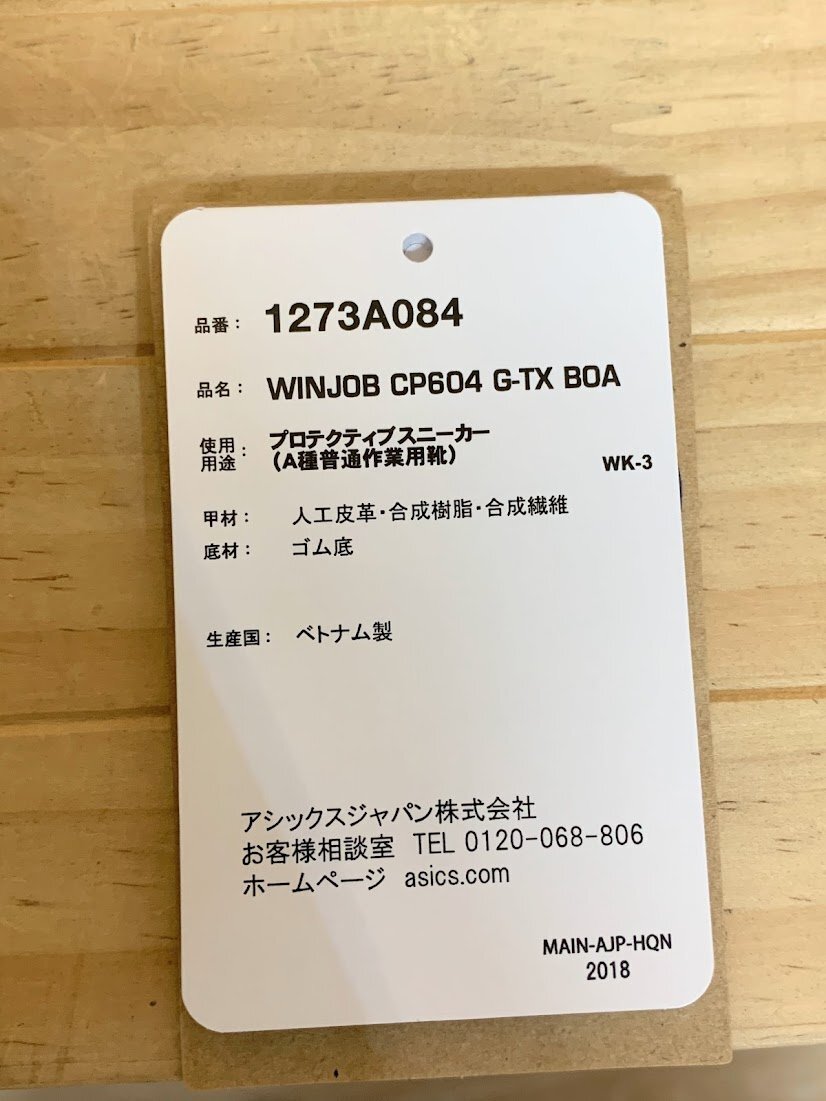 品番: 1273A084
品名: WINJOB CP604 G-TX BOA
使用用途: プロテクティブスニーカー
(A種普通作業用靴) WK-3
甲材: 人工皮革・合成樹脂・合成繊維
底材: ゴム底
生産国: ベトナム製
アシックスジャパン株式会社
お客様相談室 TEL 0120-068-806
ホームページ asics.com
MAIN-AJP-HQN
2018